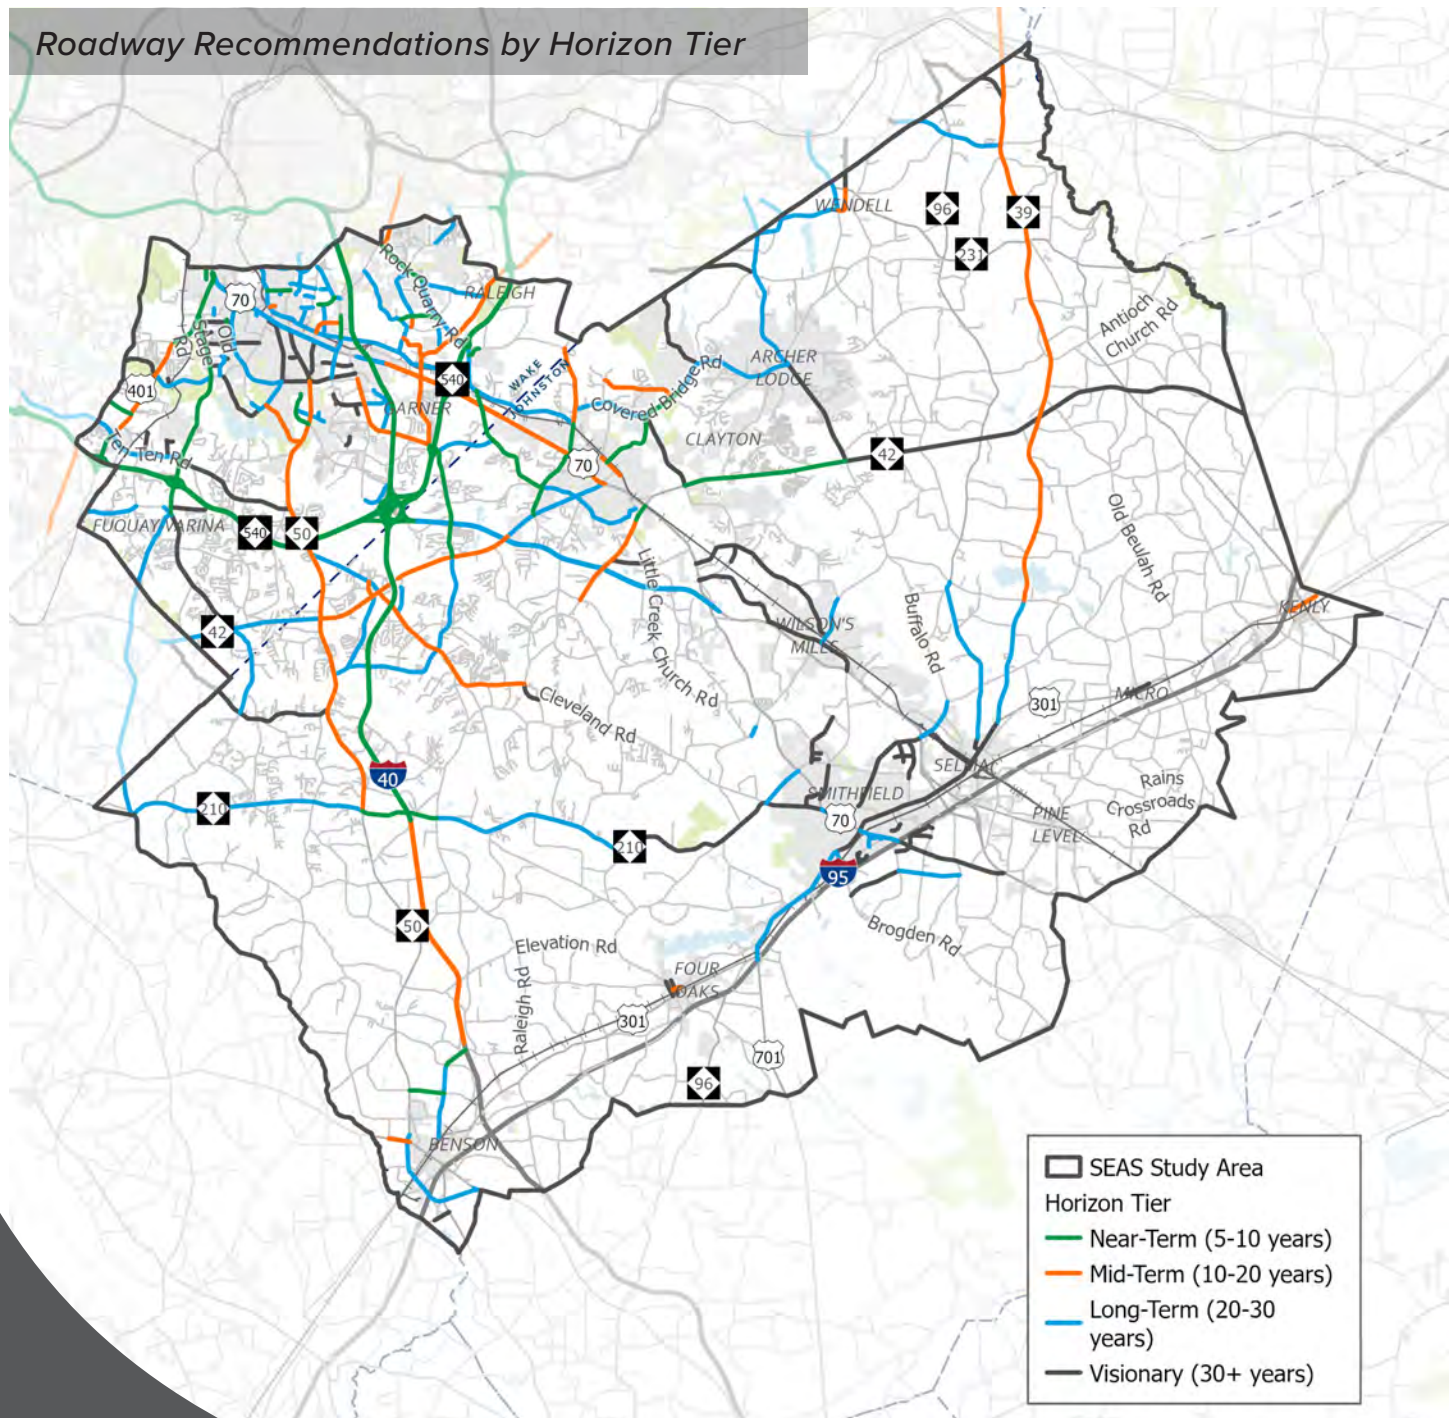 Roadway Recommendations by Horizon Tier
WENDELL
96
39
231
Rock Quarry Rd
RALEIGH
70
Old
Stage
Rd
Antioch
Church Rd
WAKE
JOHNSTON
ARCHER
LODGE
401
540
GARNER
Covered Bridge Rd
CLAYTON
Ten Ten Rd
70
42
FUQUAY VARINA
540
50
Old Beulah Rd
Little Creek Church Rd
Buffalo Rd
KENLY
42
WILSON'S
MILLS
Cleveland Rd
301
MICRO
40
SELMA
SMITHFIELD
Rains
Crossroads
Rd
210
70
PINE
LEVEL
210
95
50
Elevation Rd
Brogden Rd
Raleigh Rd
FOUR
OAKS
301
701
96
BENSON
SEAS Study Area
Horizon Tier
Near-Term (5-10 years)
Mid-Term (10-20 years)
Long-Term (20-30
years)
Visionary (30+ years)